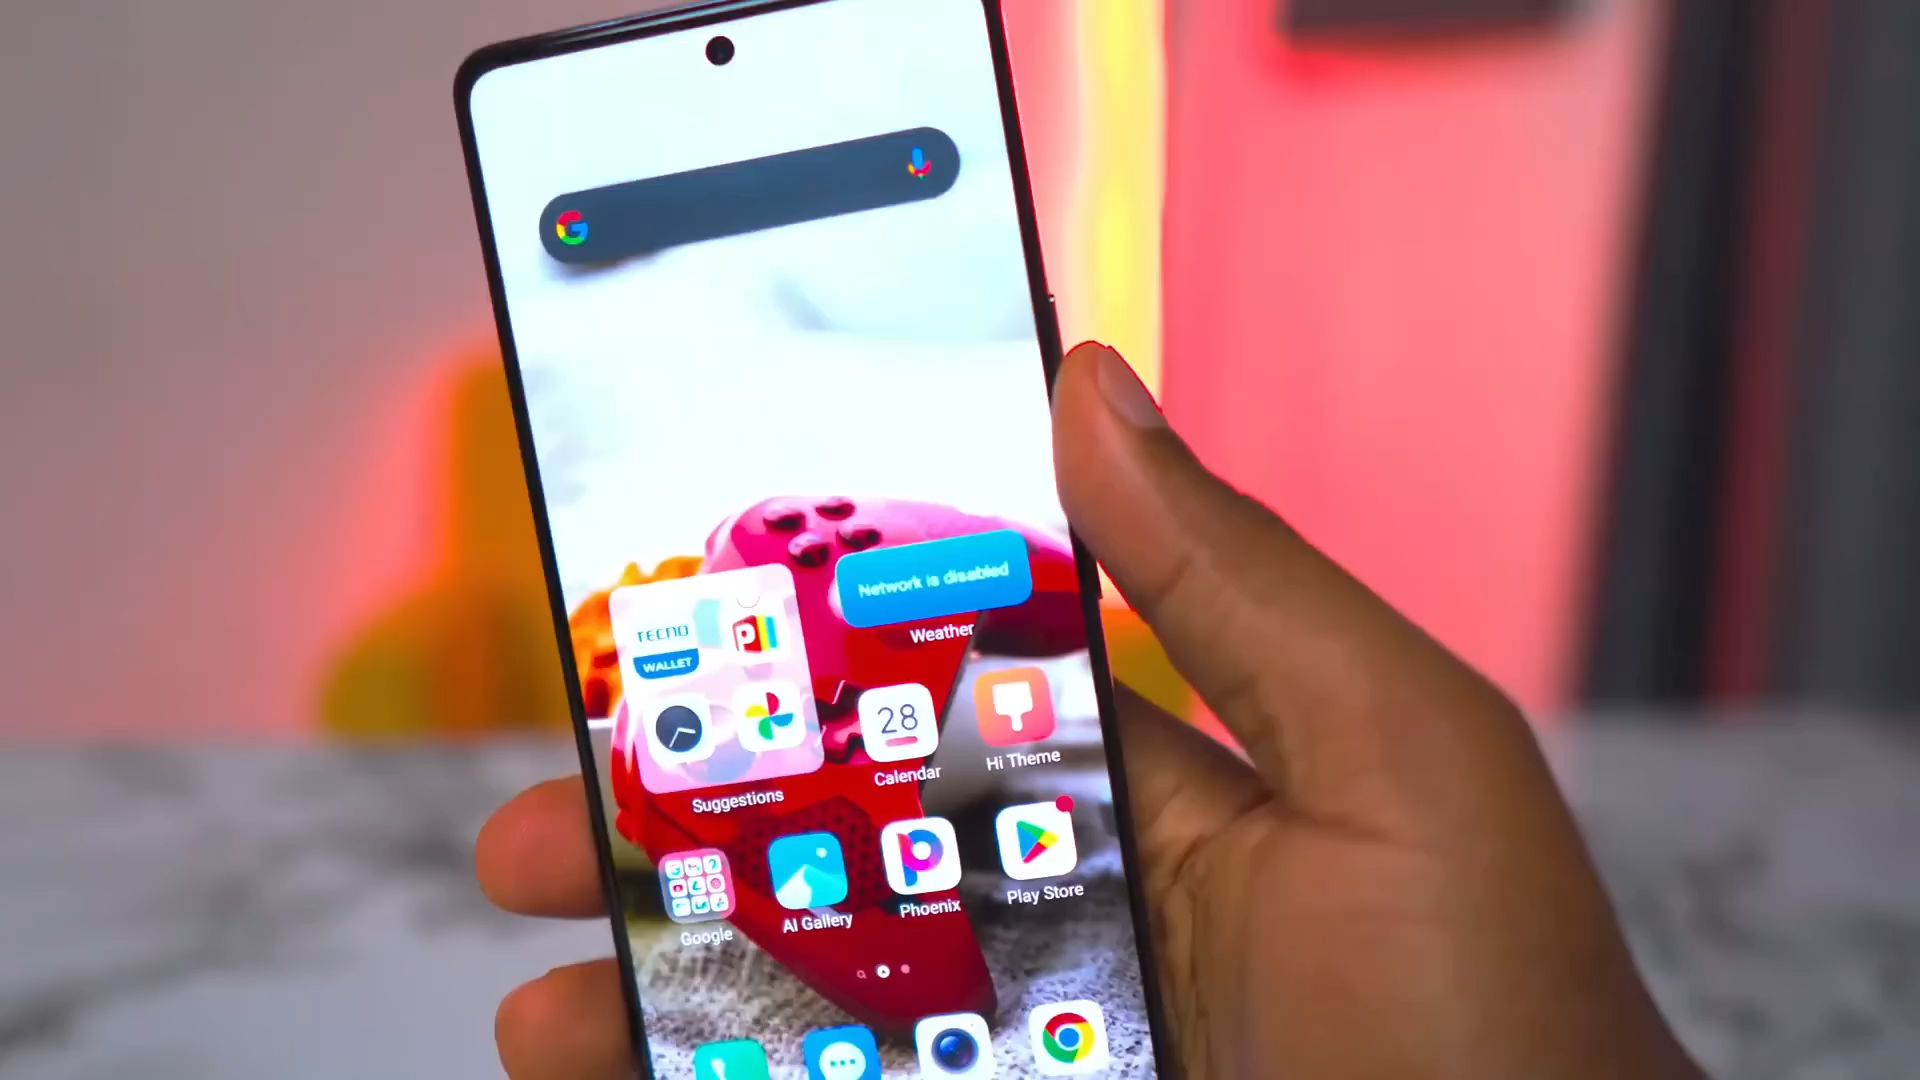 Network is disabled
Weather
TECNO
WALLET
28
Calendar
Hi Theme
Suggestions
Google
AI Gallery
Phoenix
Play Store